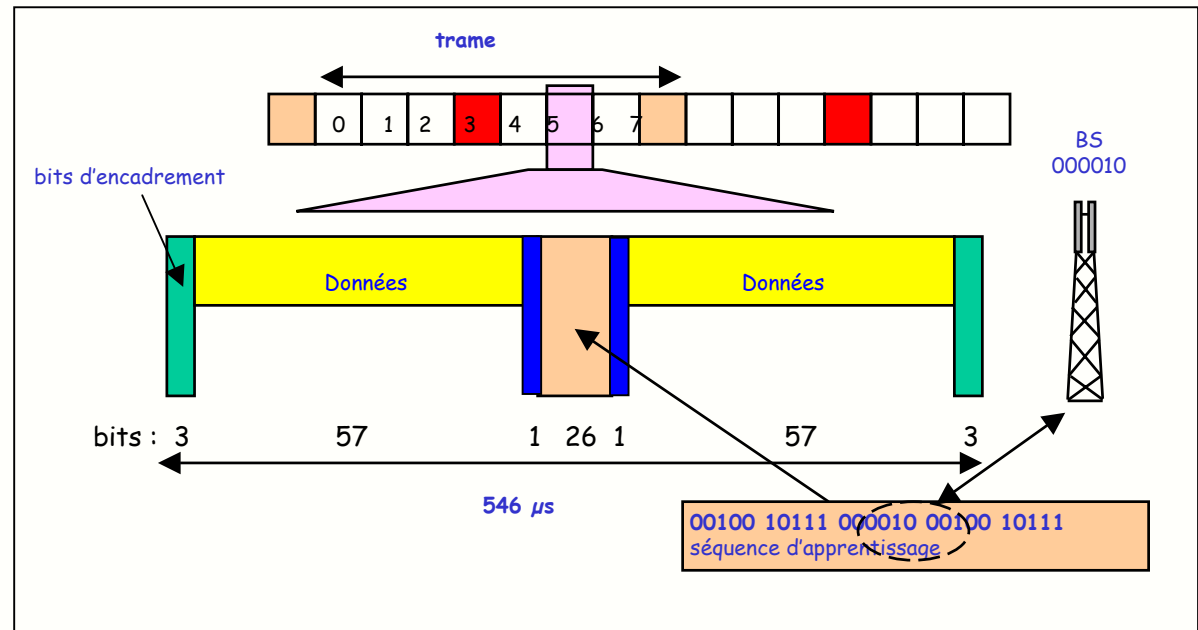 trame
0 1 2 3 4 5 6 7
BS
000010
bits d'encadrement
Données
Données
bits : 3 57 1 26 1 57 3
546 µs
00100 10111 000010 00100 10111
séquence d'apprentissage